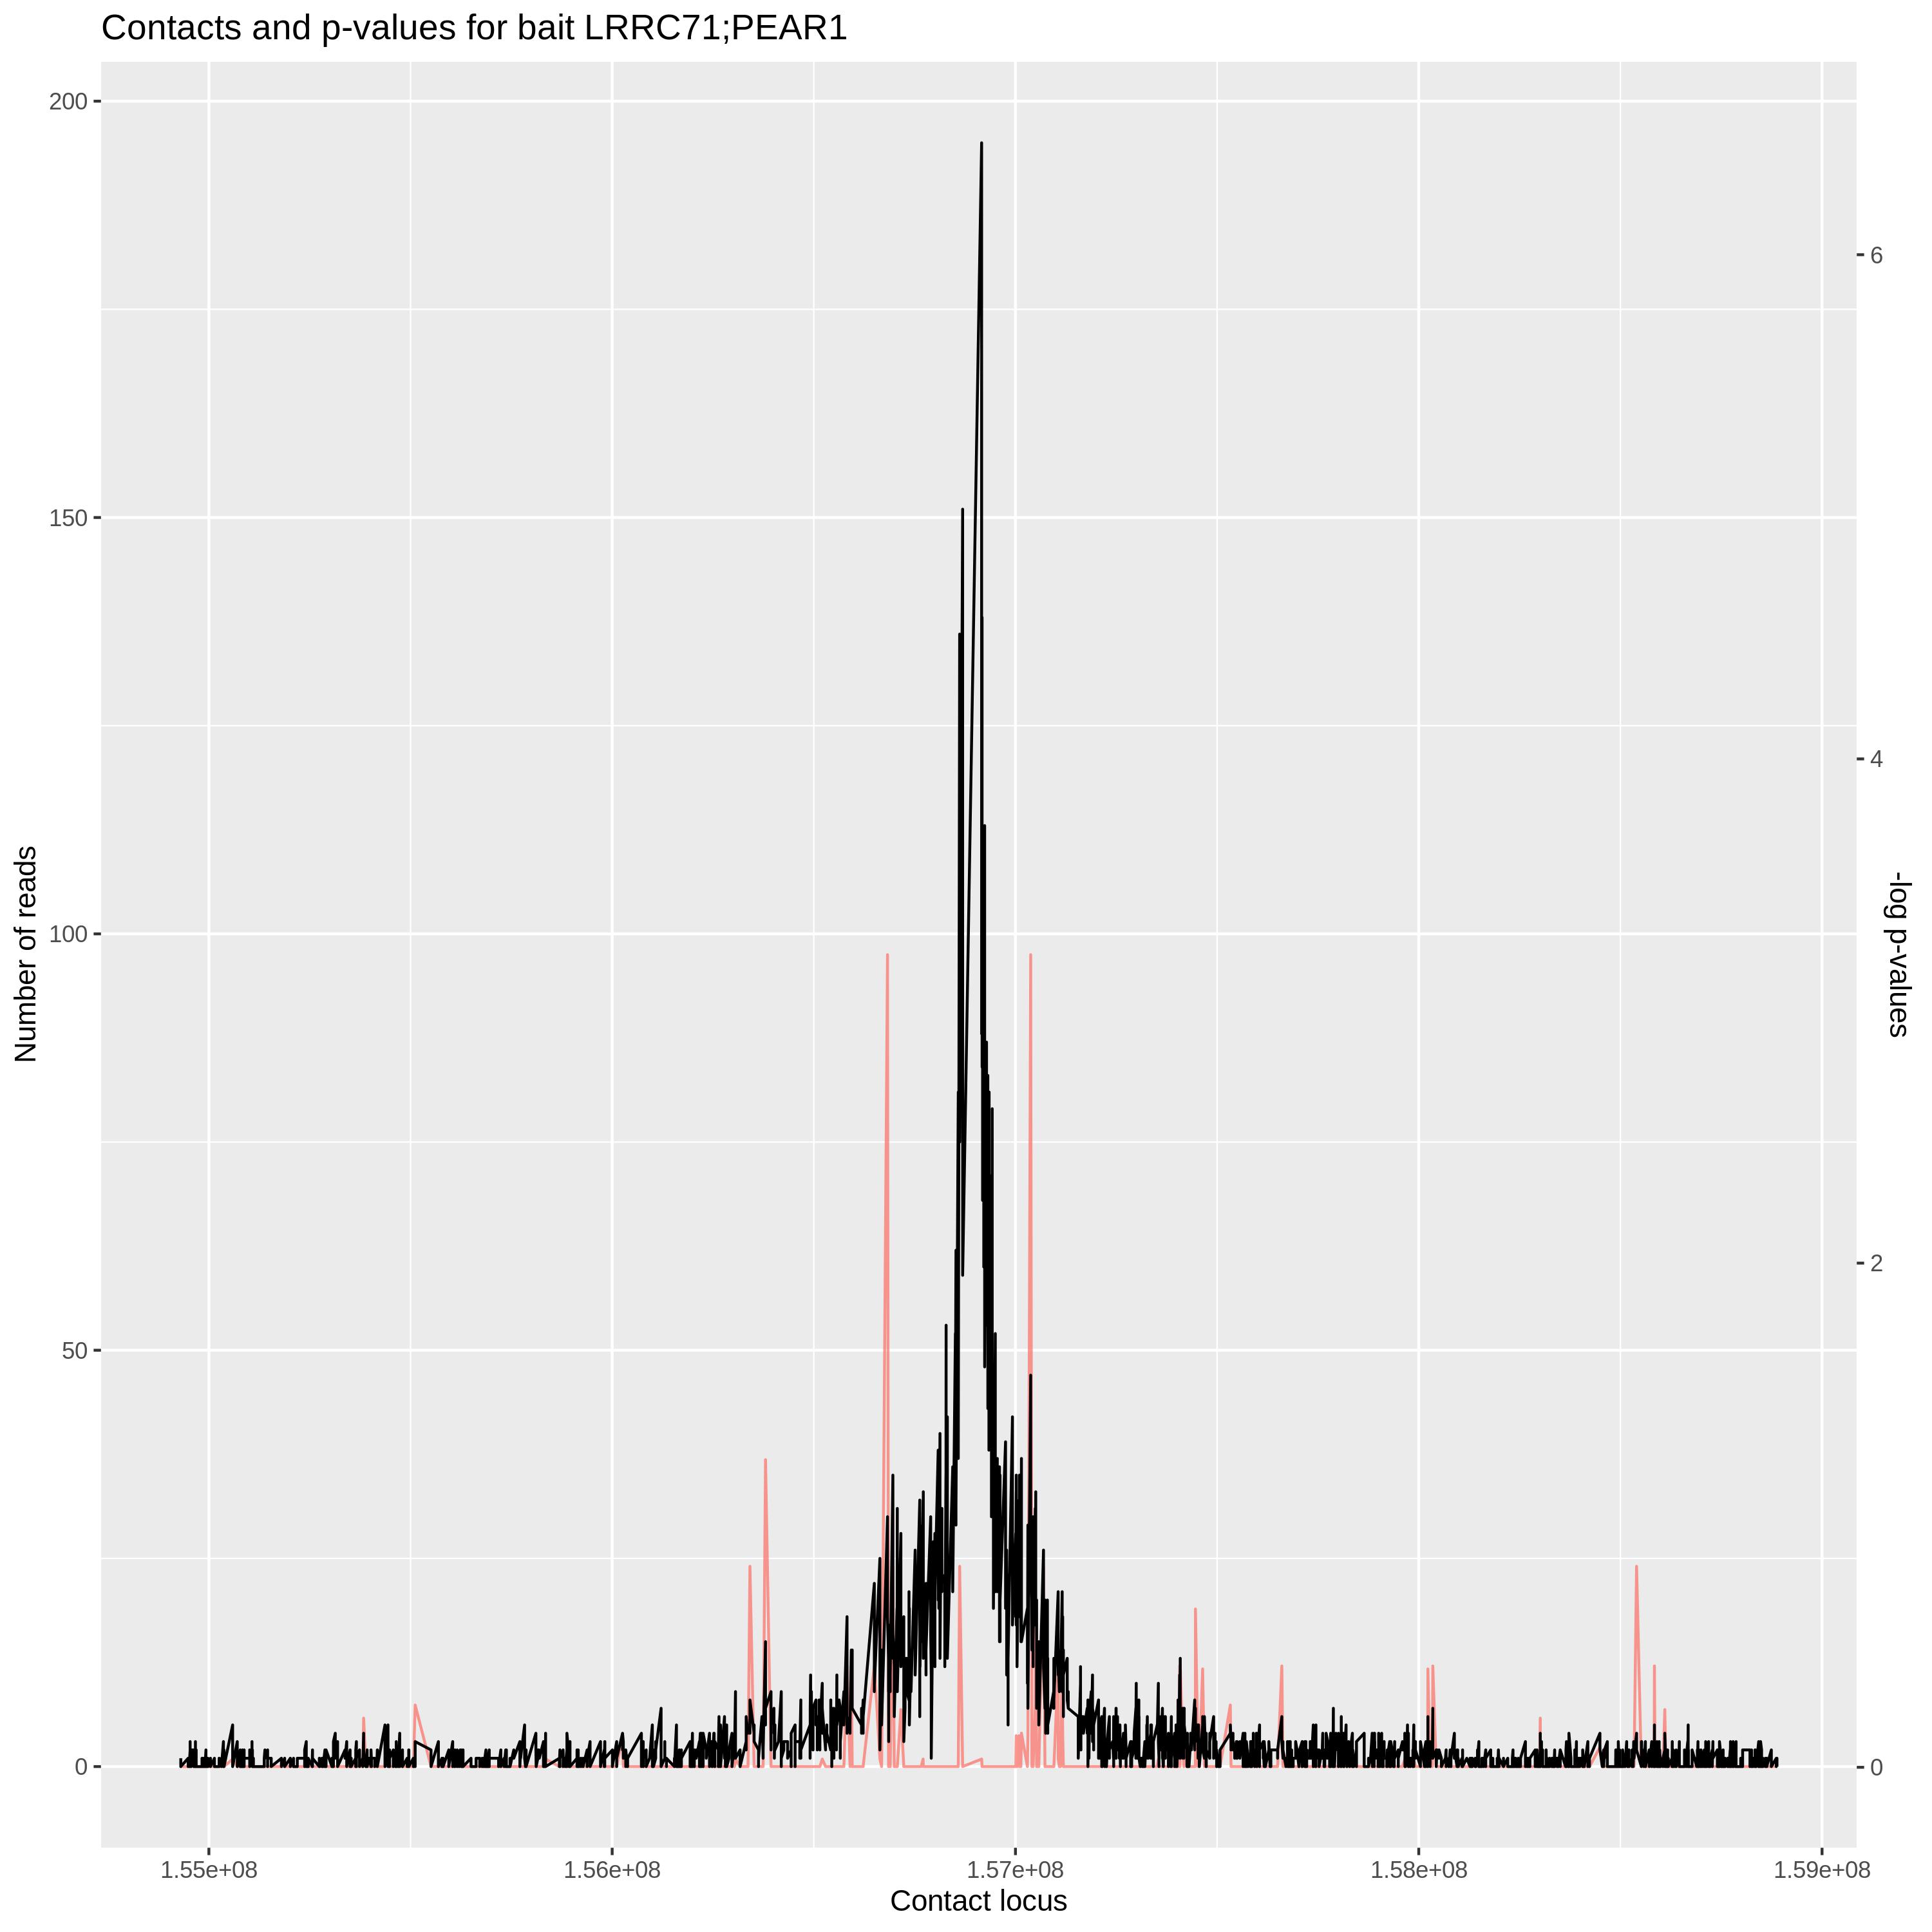 Contacts and p-values for bait LRRC71;PEAR1
200
150
100
50
0
Number of reads
6
4
2
0
-log p-values
1.55e+08
1.56e+08
1.57e+08
1.58e+08
1.59e+08
Contact locus